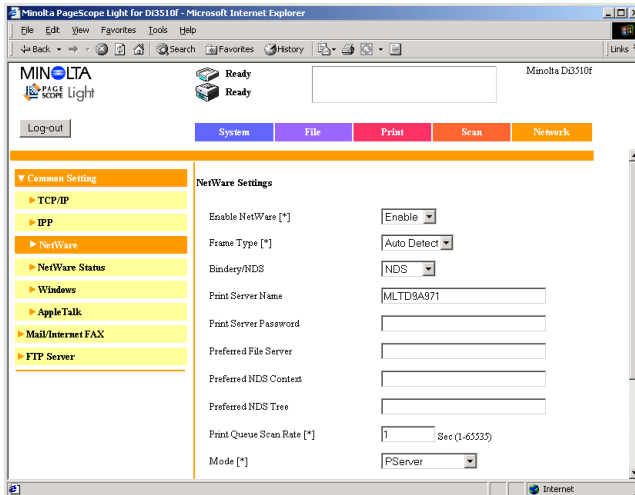 Minolta PageScope Light for Di3510f - Microsoft Internet Explorer
File Edit View Favorites Tools Help
Back Search Favorites History Links
MINOLTA
PAGE SCOPE Light
Ready
Ready
Minolta Di3510f
Log-out
System File Print Scan Network
Common Setting
TCP/IP
IPP
NetWare
NetWare Status
Windows
AppleTalk
Mail/Internet FAX
FTP Server
NetWare Settings
Enable NetWare [*] Enable
Frame Type [*] Auto Detect
Bindery/NDS NDS
Print Server Name MLTD9A971
Print Server Password
Preferred File Server
Preferred NDS Context
Preferred NDS Tree
Print Queue Scan Rate [*] 1 Sec (1-65535)
Mode [*] PServer
Internet